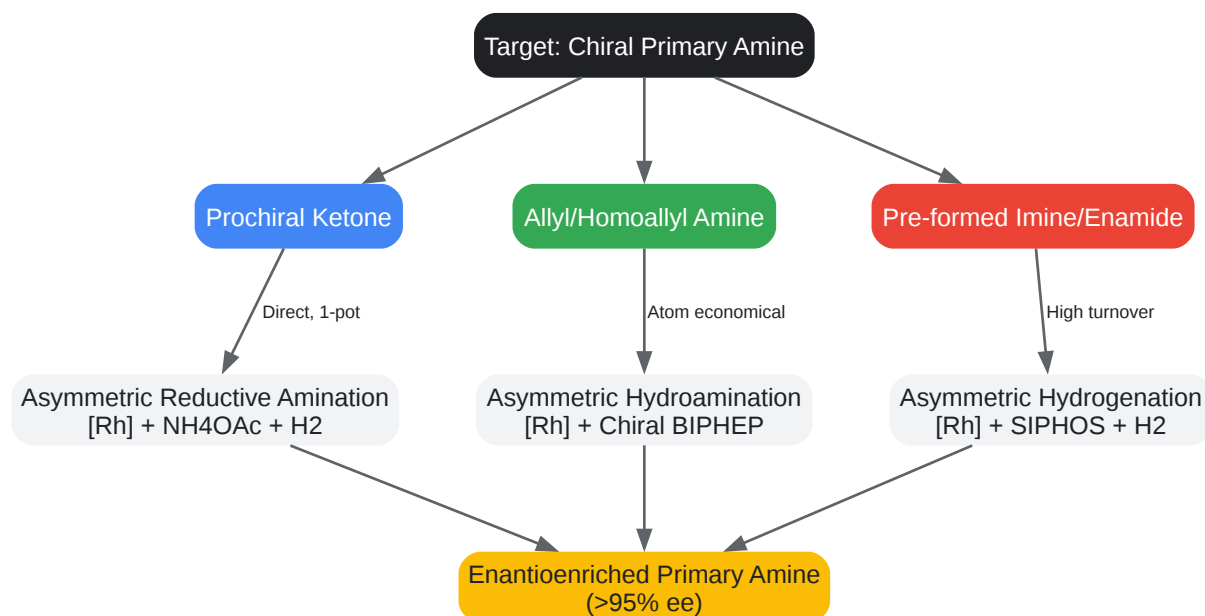 Target: Chiral Primary Amine
Prochiral Ketone
Allyl/Homoallyl Amine
Pre-formed Imine/Enamide
Direct, 1-pot
Atom economical
High turnover
Asymmetric Reductive Amination
[Rh] + NH4OAc + H2
Asymmetric Hydroamination
[Rh] + Chiral BIPHEP
Asymmetric Hydrogenation
[Rh] + SIPHOS + H2
Enantioenriched Primary Amine
(>95% ee)